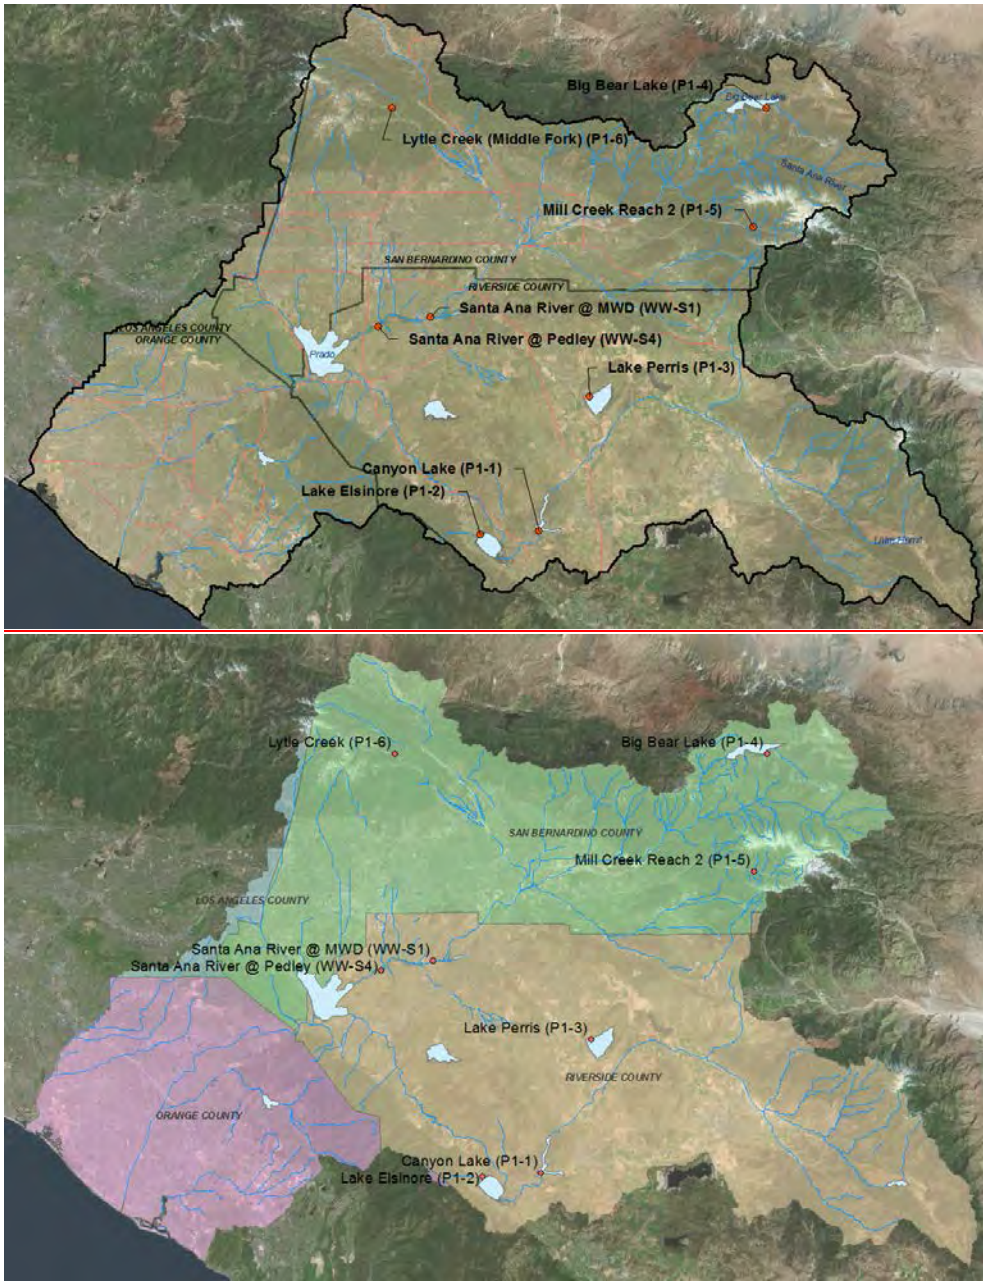 Big Bear Lake (P1-4)
Big Bear Lake
Lytle Creek (Middle Fork) (P1-6)
Santa Ana River
Mill Creek Reach 2 (P1-5)
SAN BERNARDINO COUNTY
RIVERSIDE COUNTY
Santa Ana River @ MWD (WW-S1)
LOS ANGELES COUNTY
ORANGE COUNTY
Santa Ana River @ Pedley (WW-S4)
Prado
Lake Perris (P1-3)
Canyon Lake (P1-1)
Lake Elsinore (P1-2)
Lytle Creek (P1-6)
Big Bear Lake (P1-4)
SAN BERNARDINO COUNTY
Mill Creek Reach 2 (P1-5)
LOS ANGELES COUNTY
Santa Ana River @ MWD (WW-S1)
Santa Ana River @ Pedley (WW-S4)
Lake Perris (P1-3)
RIVERSIDE COUNTY
ORANGE COUNTY
Canyon Lake (P1-1)
Lake Elsinore (P1-2)